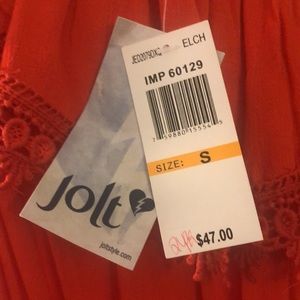 ELCH
IMP 60129
SIZE: S
$47.00
Jolt
joltstyle.com